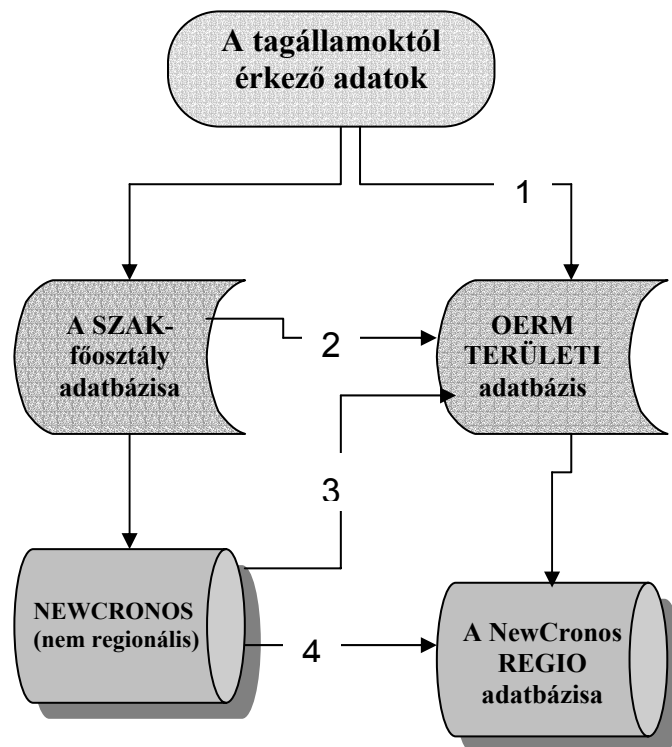 A tagállamoktól
érkező adatok
1
A SZAK-
főosztály
adatbázisa
2
OERM
TERÜLETI
adatbázis
3
NEWCRONOS
(nem regionális)
4
A NewCronos
REGIO
adatbázisa